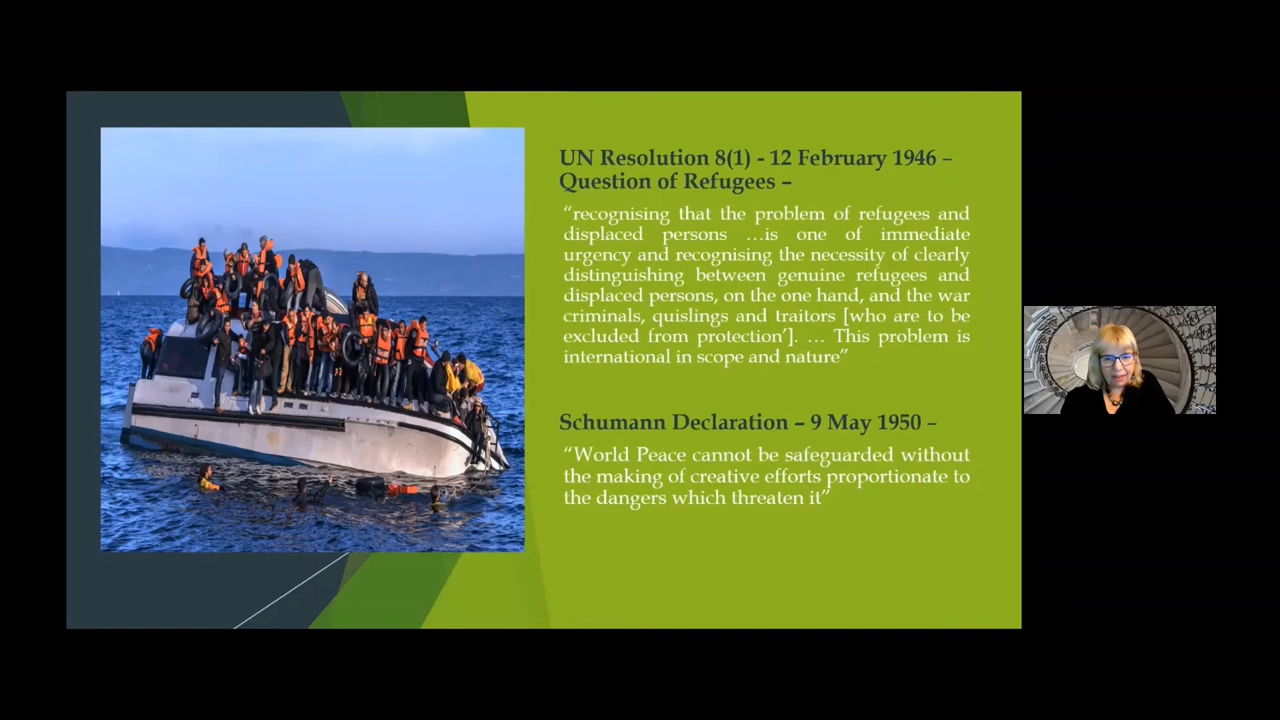 UN Resolution 8(1) - 12 February 1946 –
Question of Refugees –
“recognising that the problem of refugees and
displaced persons …is one of immediate
urgency and recognising the necessity of clearly
distinguishing between genuine refugees and
displaced persons, on the one hand, and the war
criminals, quislings and traitors [who are to be
excluded from protection’]. … This problem is
international in scope and nature”
Schumann Declaration – 9 May 1950 –
“World Peace cannot be safeguarded without
the making of creative efforts proportionate to
the dangers which threaten it”